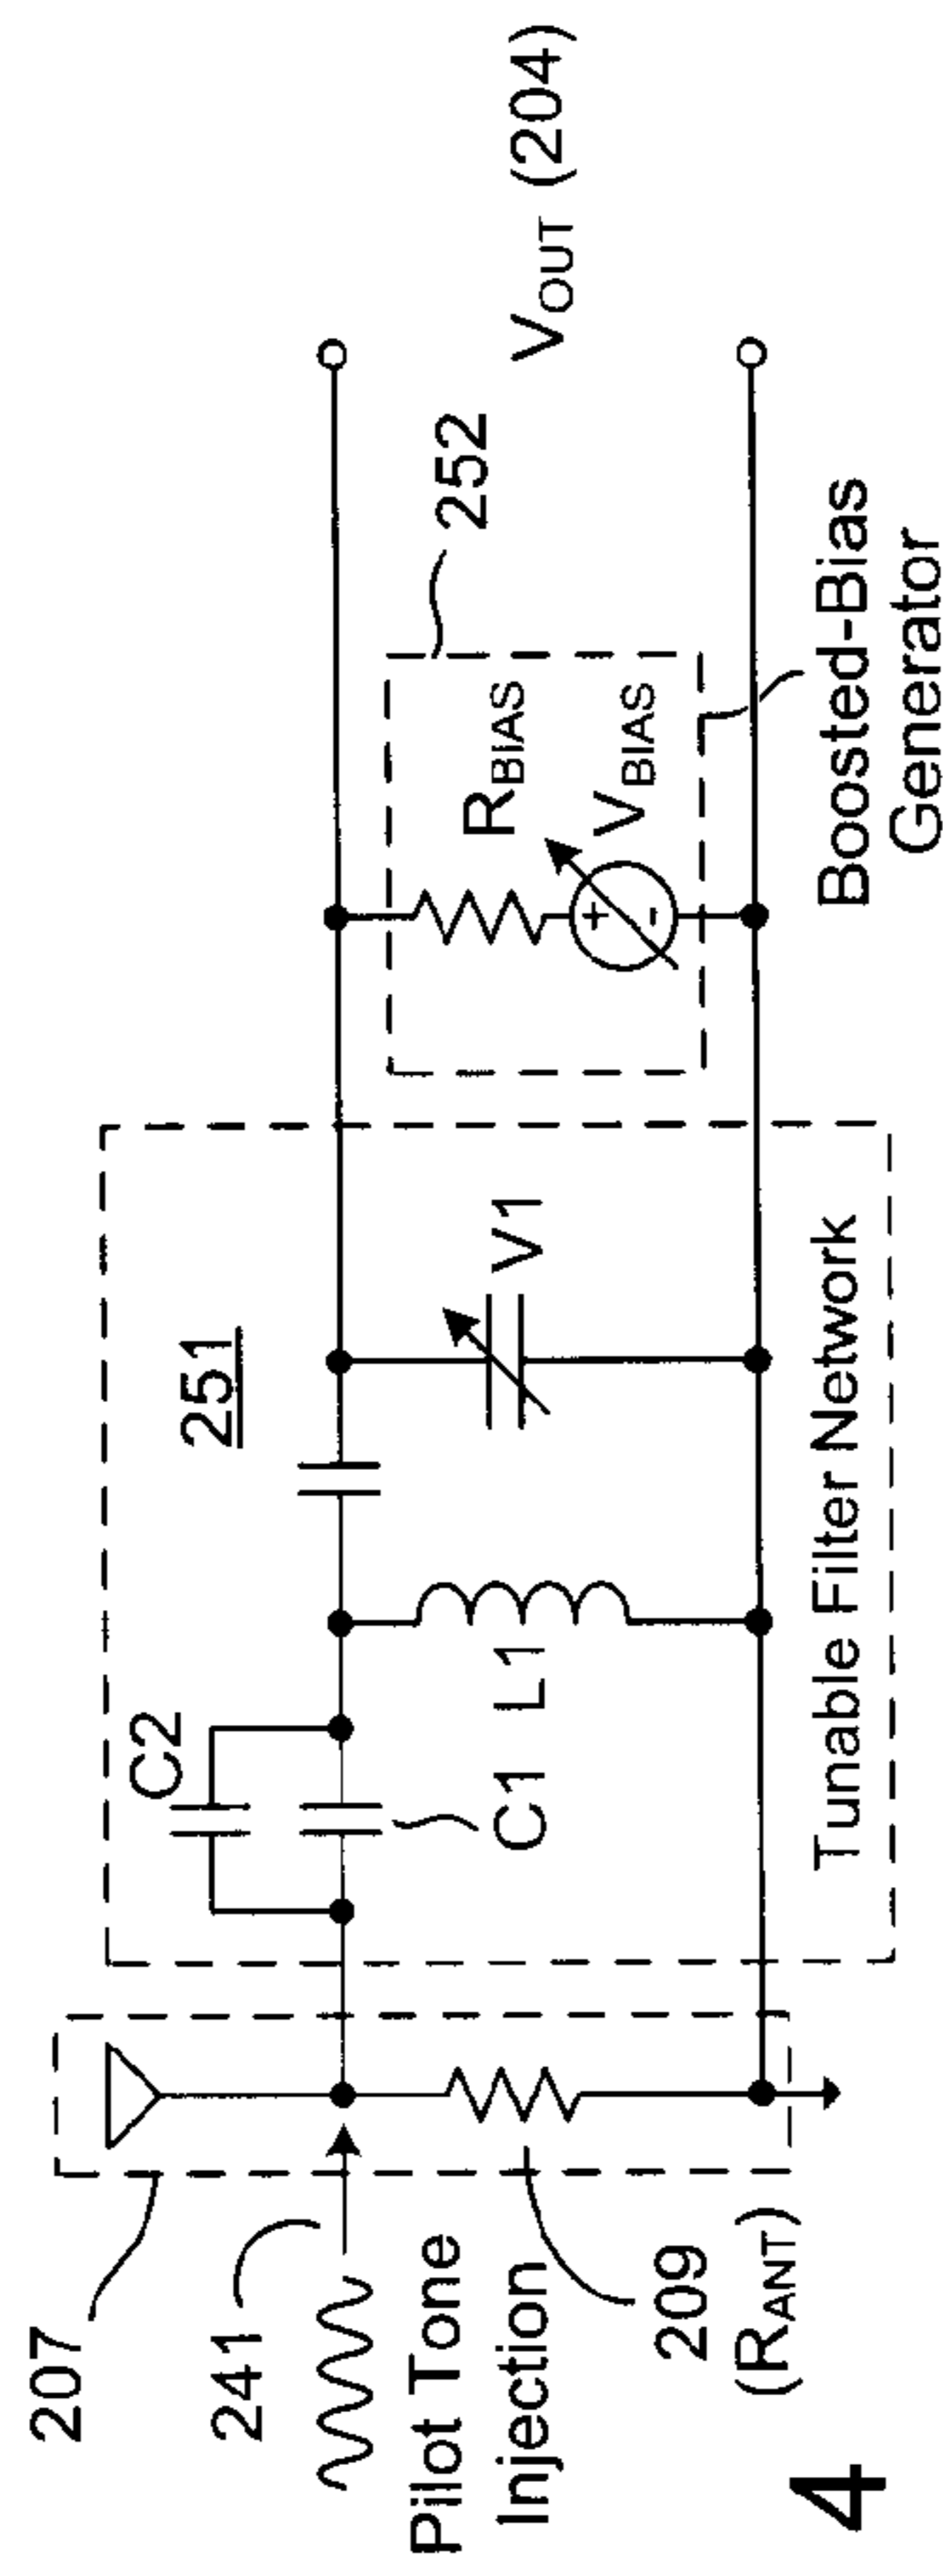 207
241
Pilot Tone
Injection
209
(RANT)
C2
C1
L1
251
V1
Tunable Filter Network
252
RBIAS
VBIAS
+
-
Boosted-Bias
Generator
VOUT (204)
4